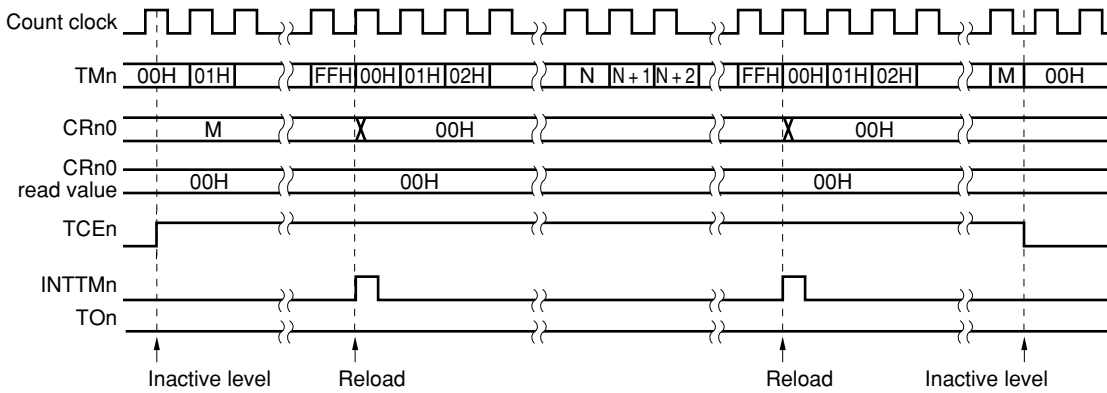 Count clock
TMn 00H 01H FFH 00H 01H 02H N N + 1 N + 2 FFH 00H 01H 02H M 00H
CRn0 M 00H 00H
CRn0
read value 00H 00H 00H
TCEn
INTTMn
TOn
Inactive level Reload Reload Inactive level